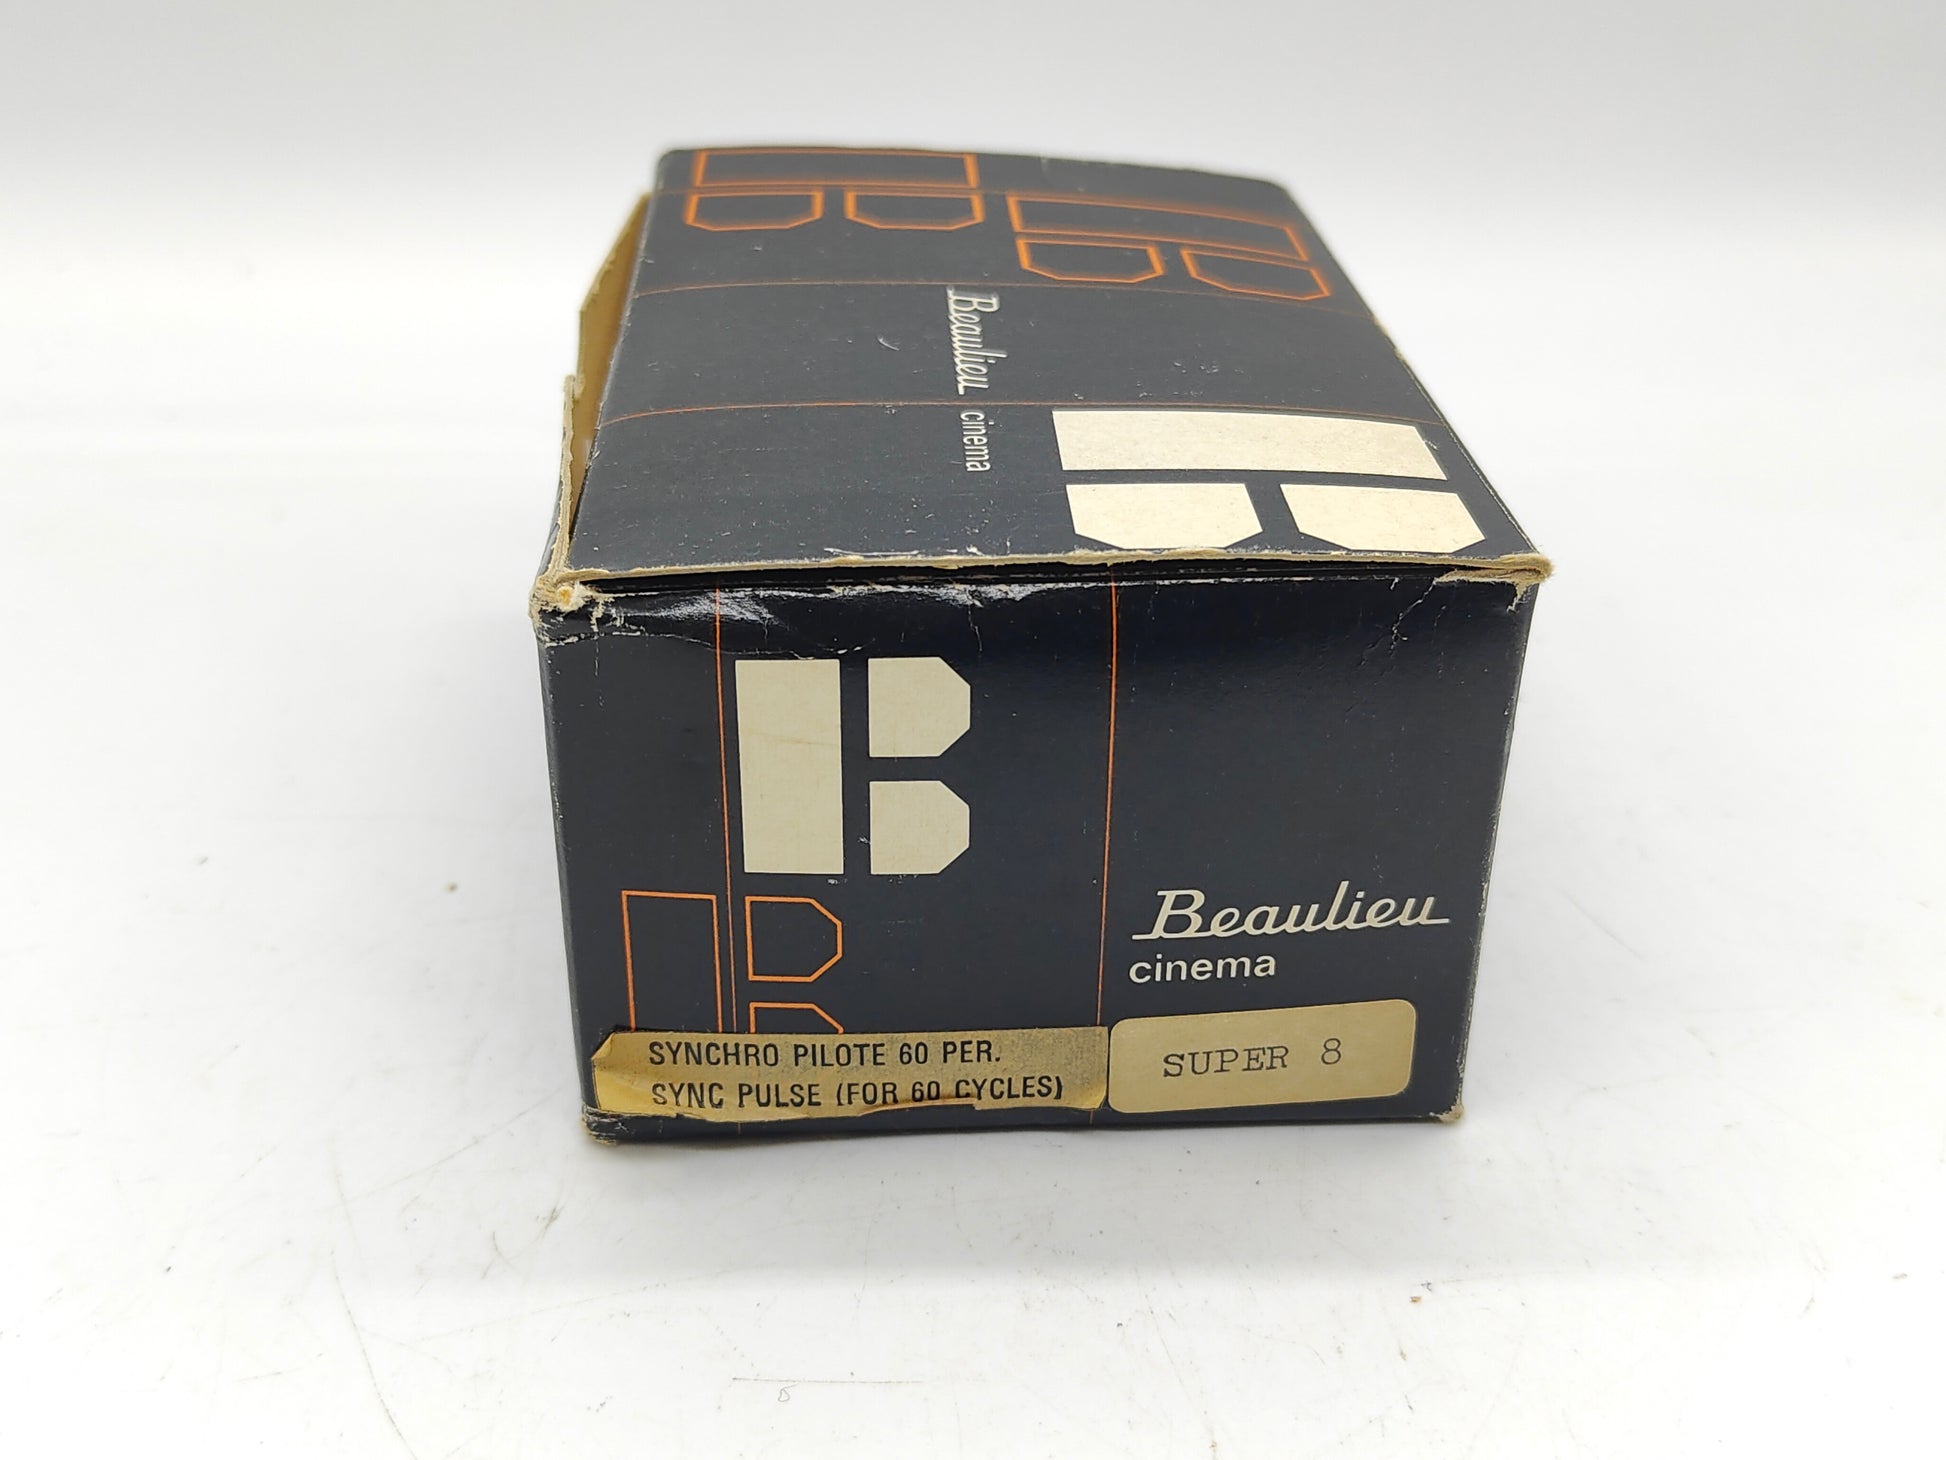 Beaulieu cinema
B
B
Beaulieu
cinema
SYNCHRO PILOTE 60 PER.
SYNC PULSE (FOR 60 CYCLES)
SUPER 8